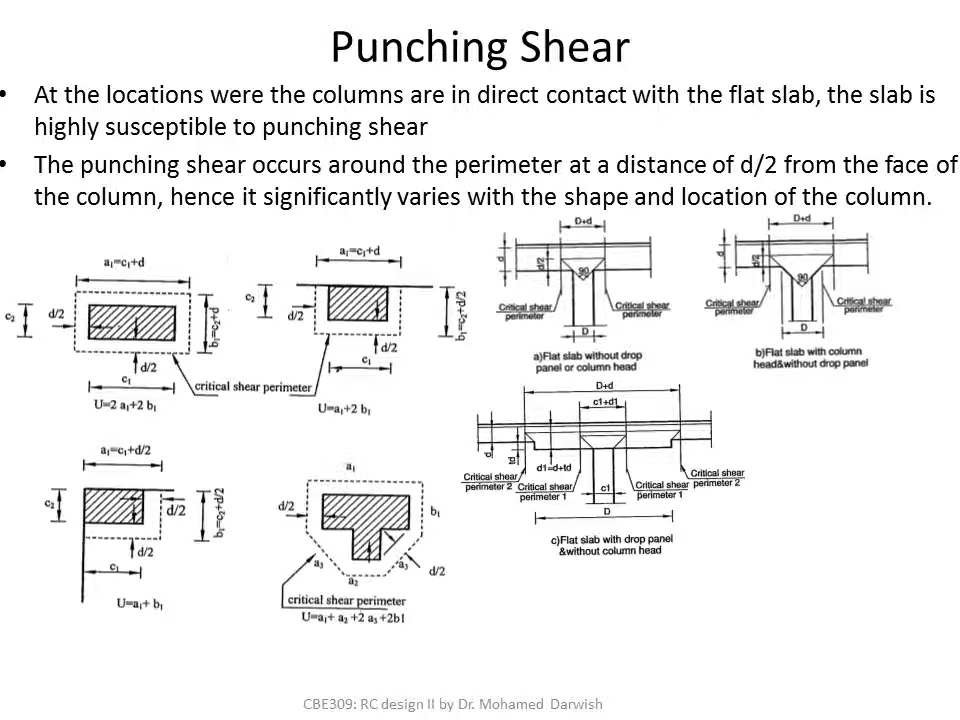 Punching Shear
• At the locations were the columns are in direct contact with the flat slab, the slab is
highly susceptible to punching shear
• The punching shear occurs around the perimeter at a distance of d/2 from the face of
the column, hence it significantly varies with the shape and location of the column.
a₁=c₁+d
c₂
d/2
b₁=c₂+d
d/2
c₁
U=2 a₁+2 b₁
critical shear perimeter
a₁=c₁+d
c₂
d/2
b₁=c₂+d/2
d/2
c₁
U=a₁+2 b₁
D+d
d
d/2
90
Critical shear
perimeter
Critical shear
perimeter
D
a)Flat slab without drop
panel or column head
D+d
d
d/2
90
Critical shear
perimeter
Critical shear
perimeter
D
b)Flat slab with column
head&without drop panel
a₁=c₁+d/2
c₂
d/2
b₁=c₂+d/2
d/2
c₁
U=a₁+ b₁
a₁
d/2
b₁
a₃
a₃
d/2
a₂
critical shear perimeter
U=a₁+ a₂ +2 a₃ +2b1
D+d
c1+d1
d
td
d1=d+td
Critical shear
perimeter 2
Critical shear
perimeter 1
c1
Critical shear
perimeter 1
Critical shear
perimeter 2
D
c)Flat slab with drop panel
&without column head
CBE309: RC design II by Dr. Mohamed Darwish